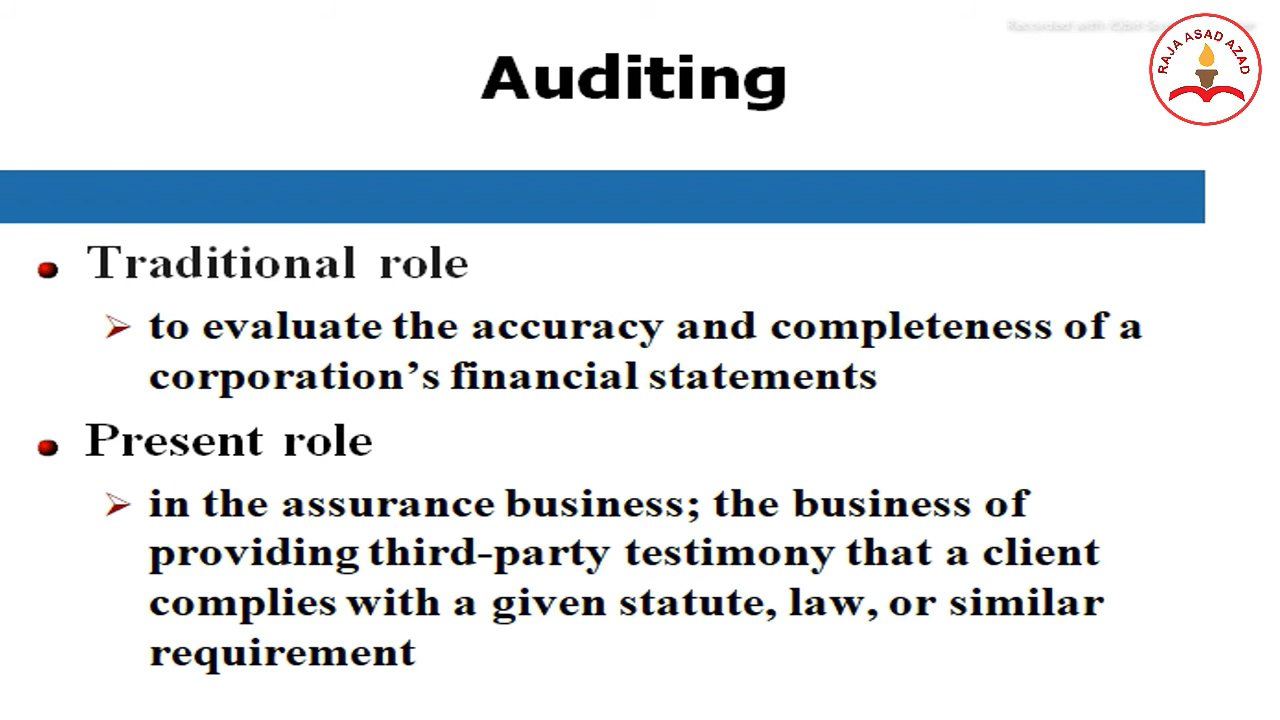 Recorded with
RAJA ASAD AZAD
Auditing
Traditional role
to evaluate the accuracy and completeness of a
corporation’s financial statements
Present role
in the assurance business; the business of
providing third-party testimony that a client
complies with a given statute, law, or similar
requirement